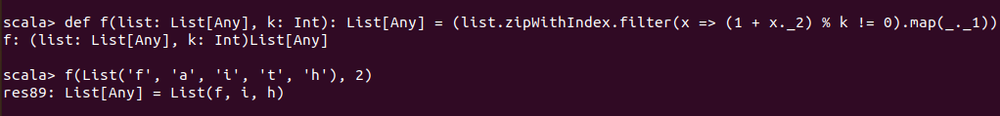 scala> def f(list: List[Any], k: Int): List[Any] = (list.zipWithIndex.filter(x => (1 + x._2) % k != 0).map(_._1))
f: (list: List[Any], k: Int)List[Any]
scala> f(List('f', 'a', 'i', 't', 'h'), 2)
res89: List[Any] = List(f, i, h)